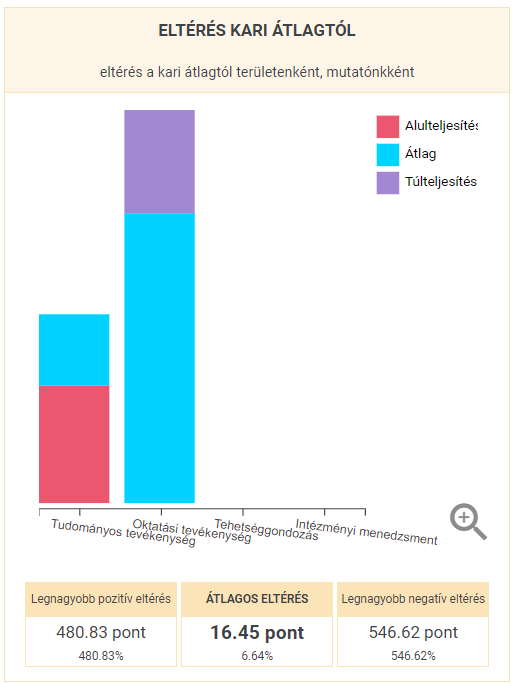 ELTÉRÉS KARI ÁTLAGTÓL
eltérés a kari átlagtól területenként, mutatónkként
Alulteljesítés
Átlag
Túlteljesítés
Tudományos tevékenység
Oktatási tevékenység
Tehetséggondozás
Intézményi menedzsment
Legnagyobb pozitív eltérés
480.83 pont
480.83%
ÁTLAGOS ELTÉRÉS
16.45 pont
6.64%
Legnagyobb negatív eltérés
546.62 pont
546.62%